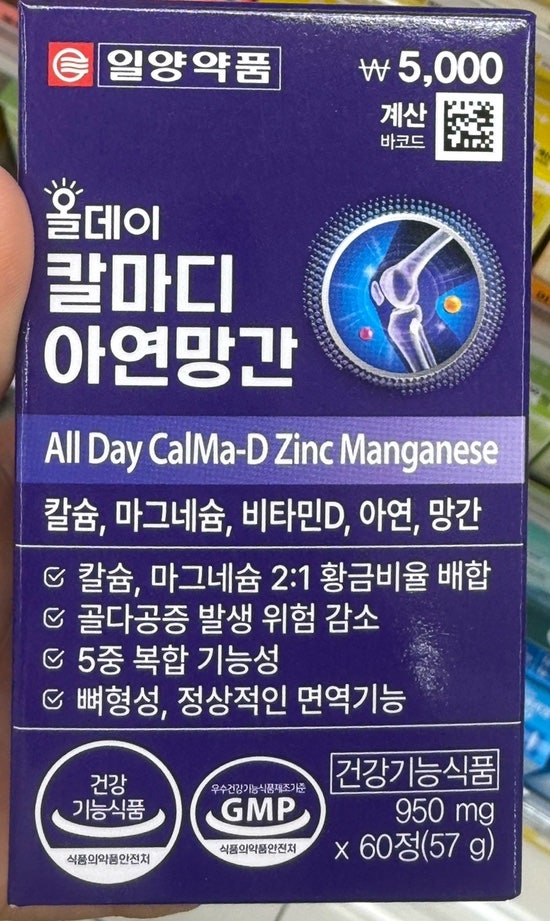 일양약품
₩ 5,000
계산
바코드
올데이
칼마디
아연망간
All Day CalMa-D Zinc Manganese
칼슘, 마그네슘, 비타민D, 아연, 망간
칼슘, 마그네슘 2:1 황금비율 배합
골다공증 발생 위험 감소
5중 복합 기능성
뼈형성, 정상적인 면역기능
건강
기능식품
식품의약품안전처
우수건강기능식품제조기준
GMP
식품의약품안전처
건강기능식품
950 mg
x 60정(57 g)